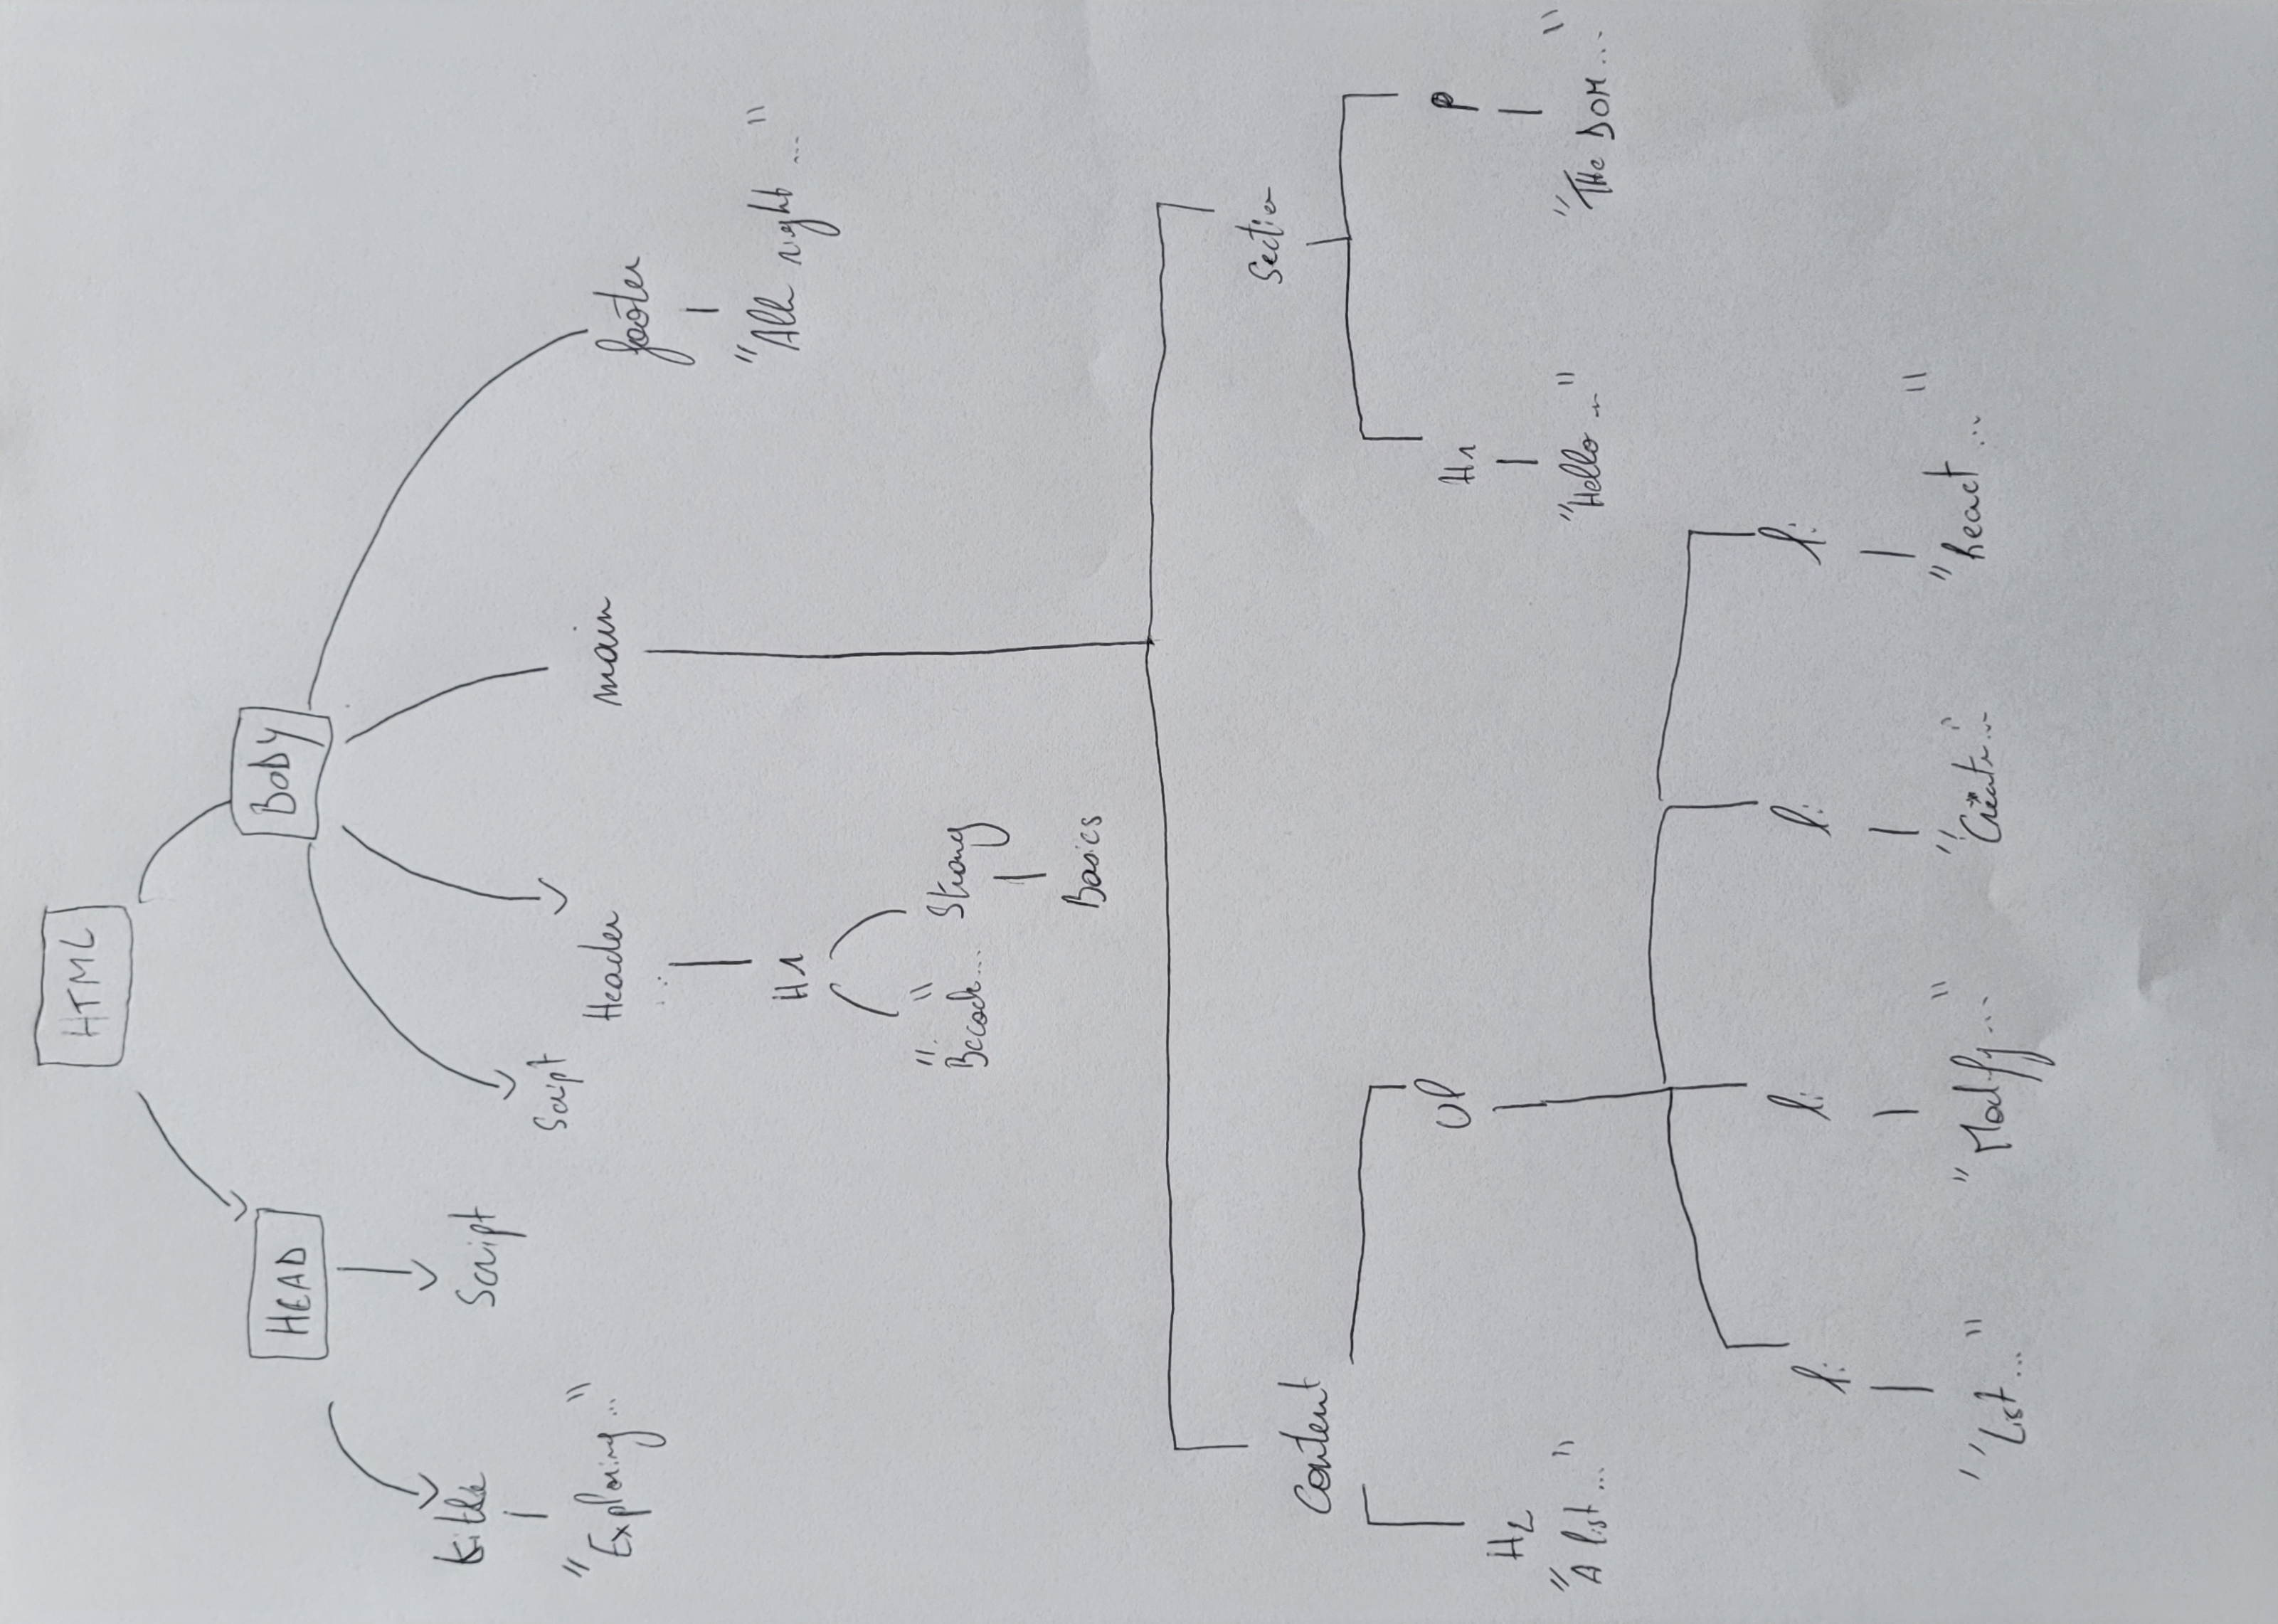 HTML
HEAD
BODY
title
Script
"Exploring..."
Script
Header
main
footer
"All right ..."
H1
"Becode..."
Strong
Basics
Content
Section
H2
"A list ..."
Ul
H1
P
"Hello ..."
"THe DOM ..."
li
li
li
li
"List ..."
"Modify ..."
"Create..."
"React ..."